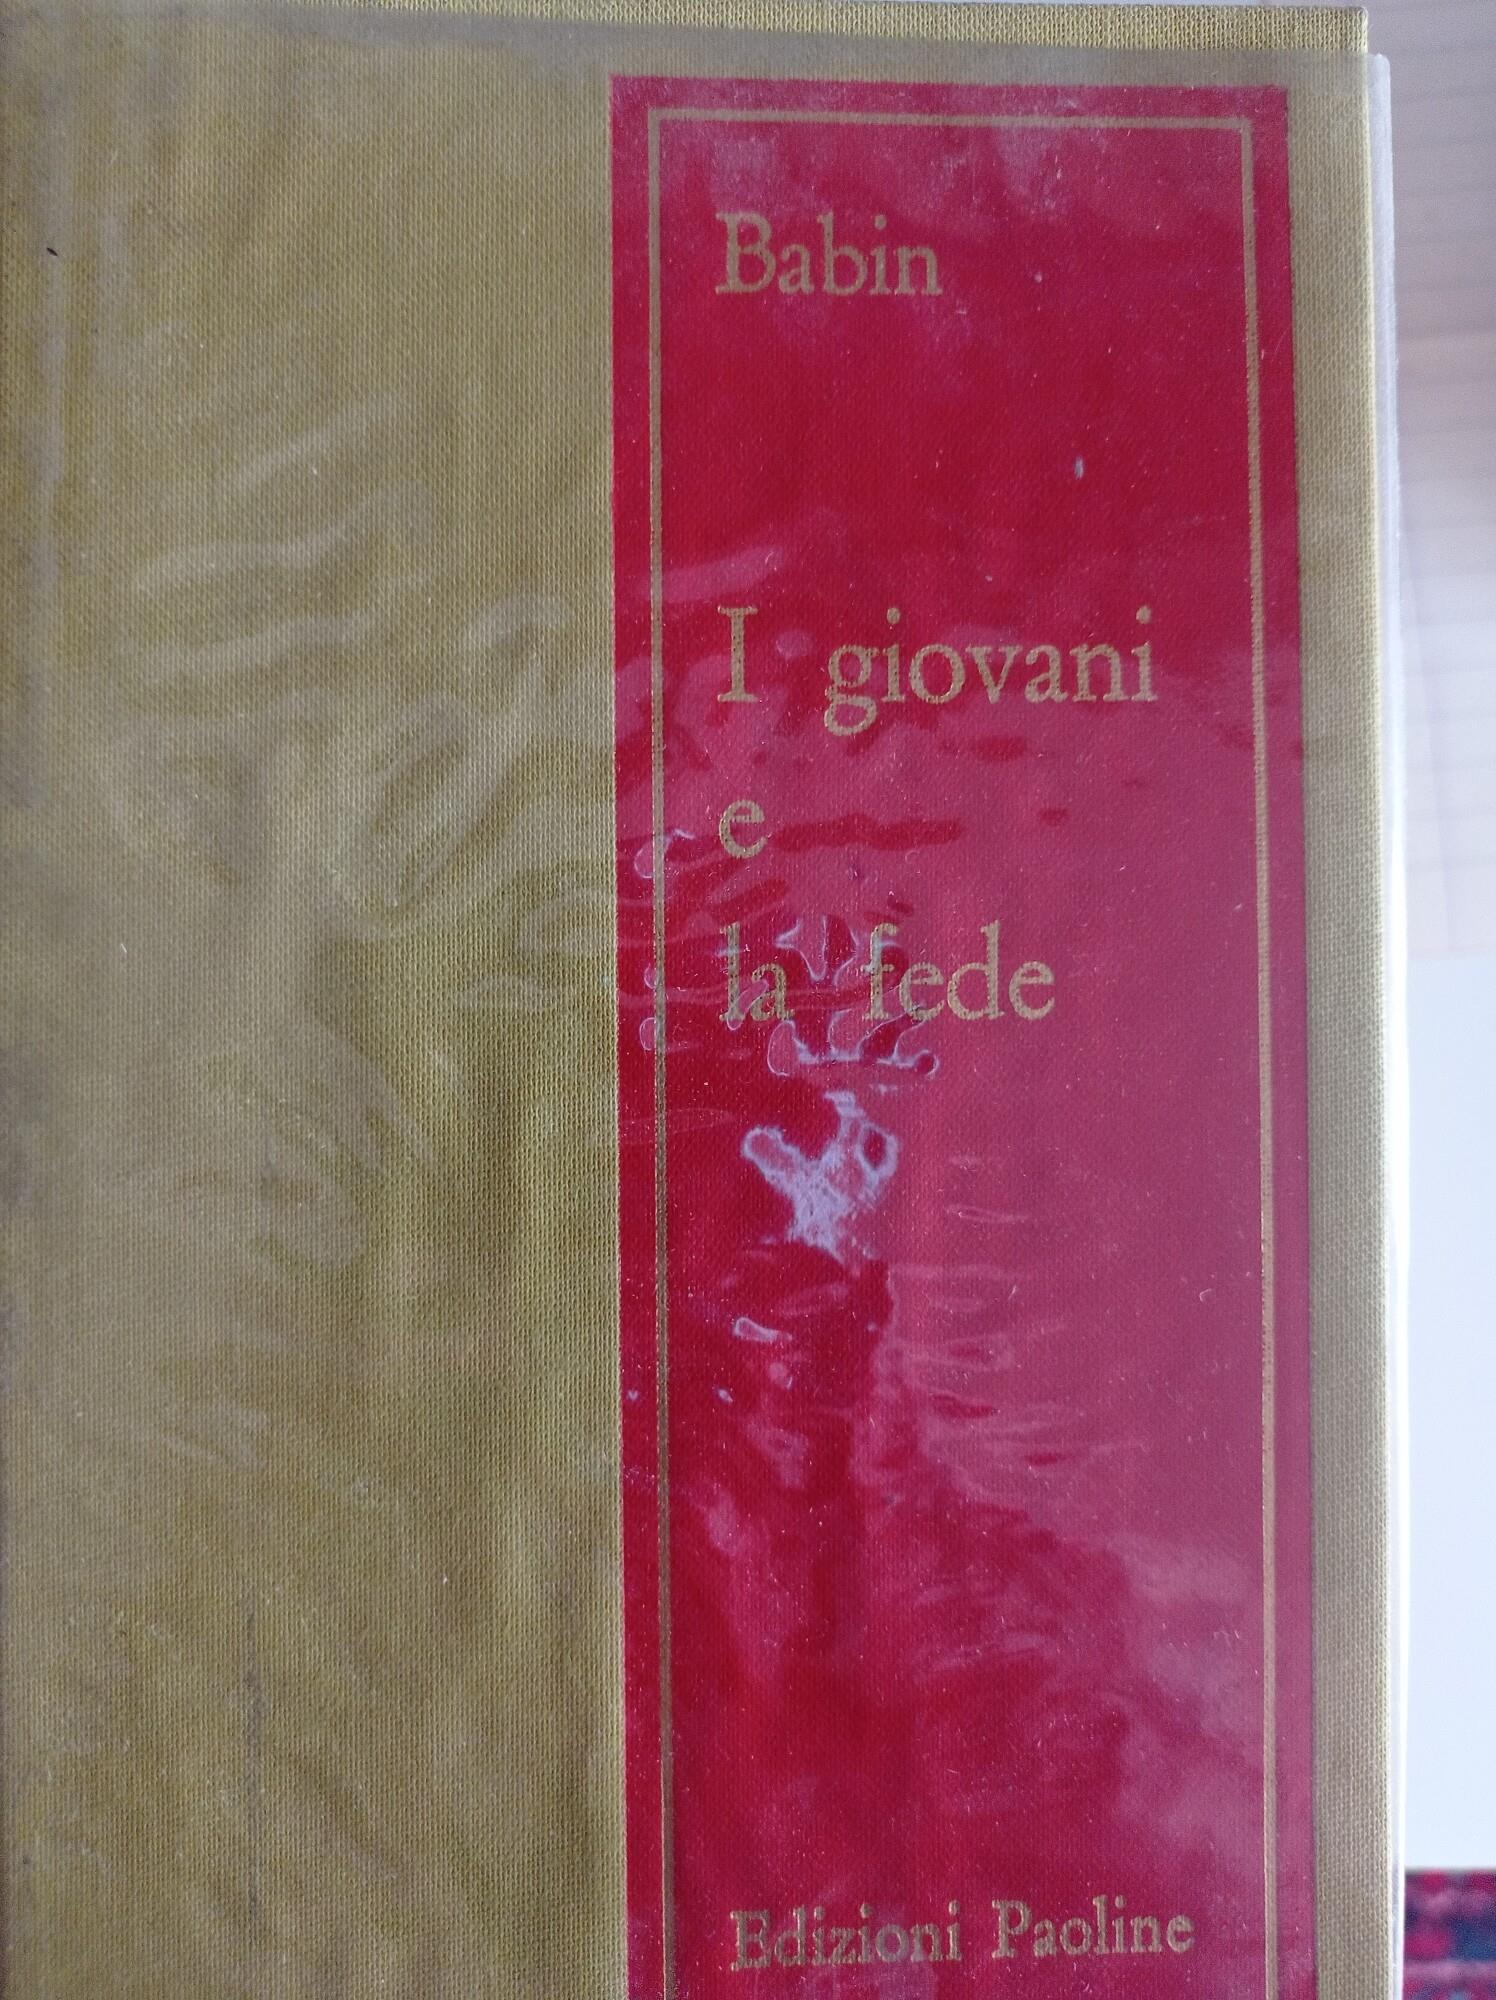 Babin
I giovani
e
la fede
Edizioni Paoline